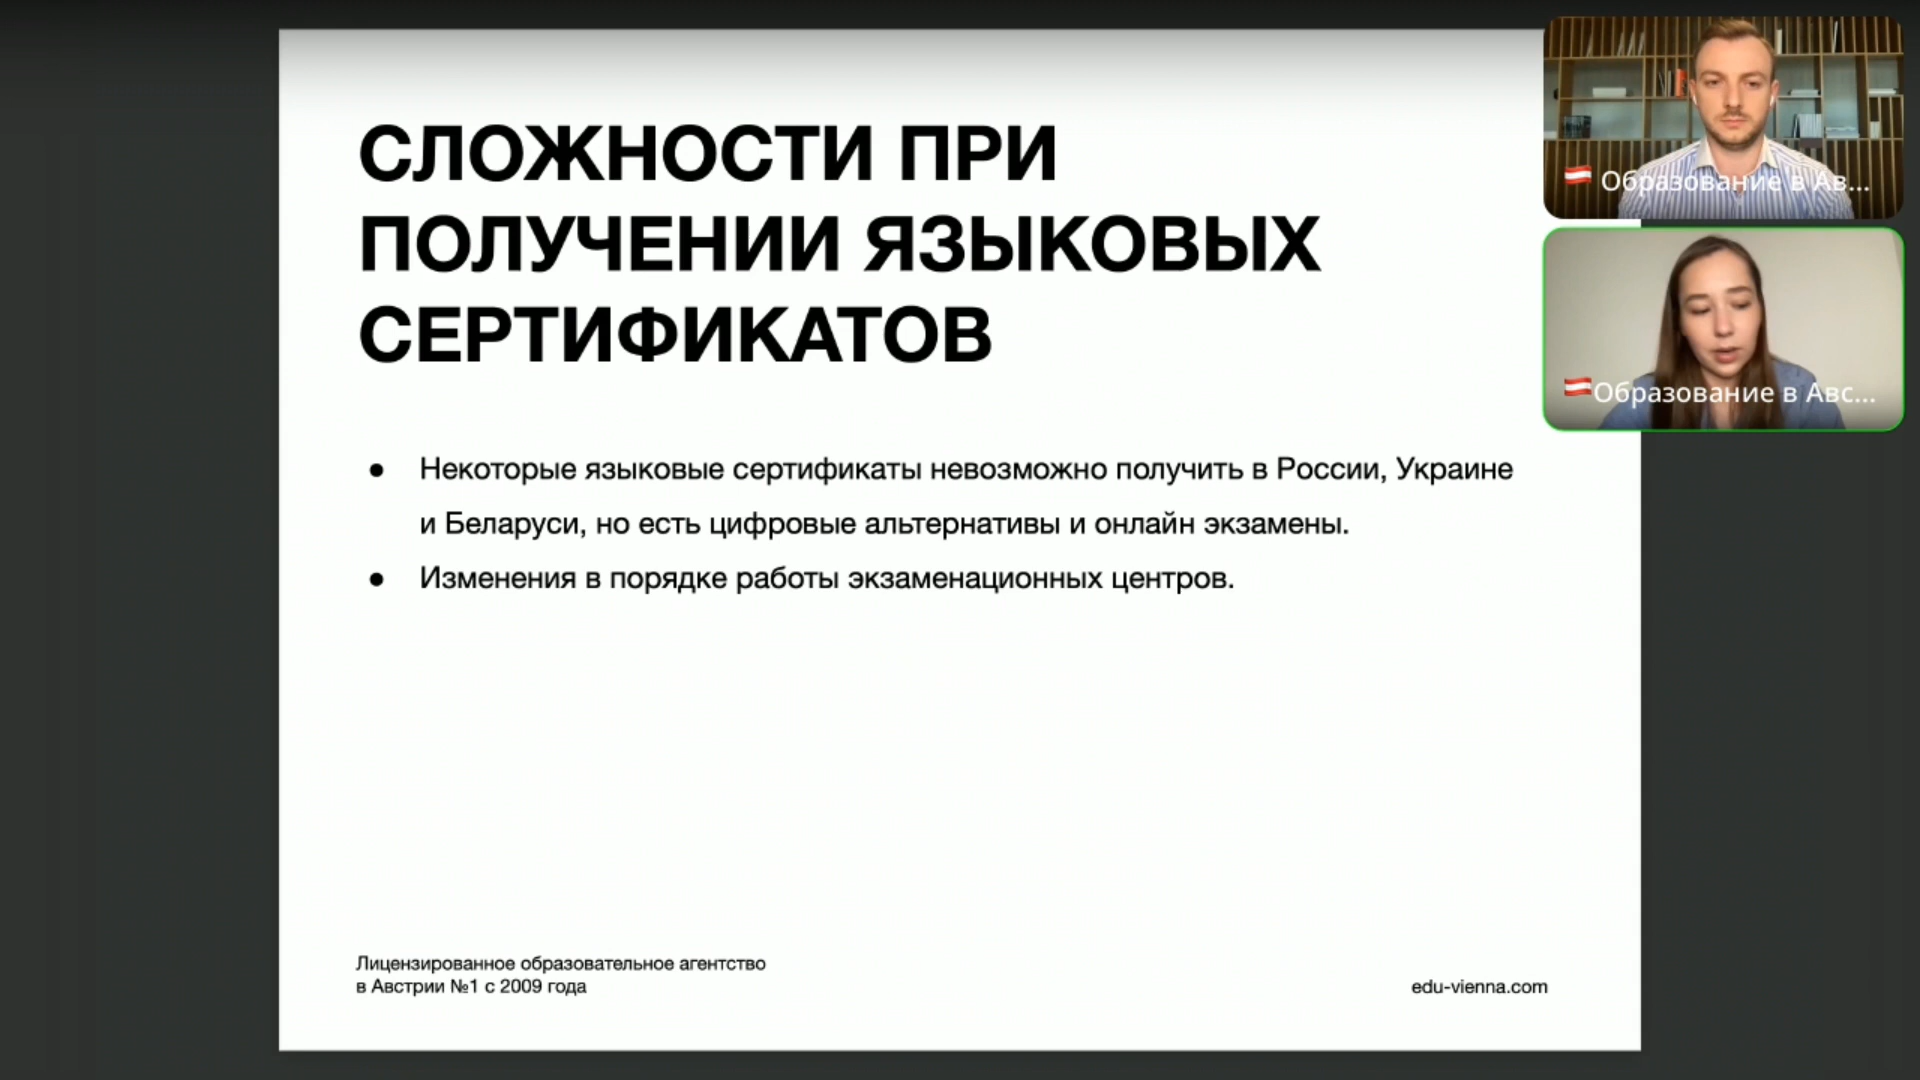 СЛОЖНОСТИ ПРИ
ПОЛУЧЕНИИ ЯЗЫКОВЫХ
СЕРТИФИКАТОВ
● Некоторые языковые сертификаты невозможно получить в России, Украине
и Беларуси, но есть цифровые альтернативы и онлайн экзамены.
● Изменения в порядке работы экзаменационных центров.
Лицензированное образовательное агентство
в Австрии №1 с 2009 года
edu-vienna.com
Образование в Ав...
Образование в Авс...